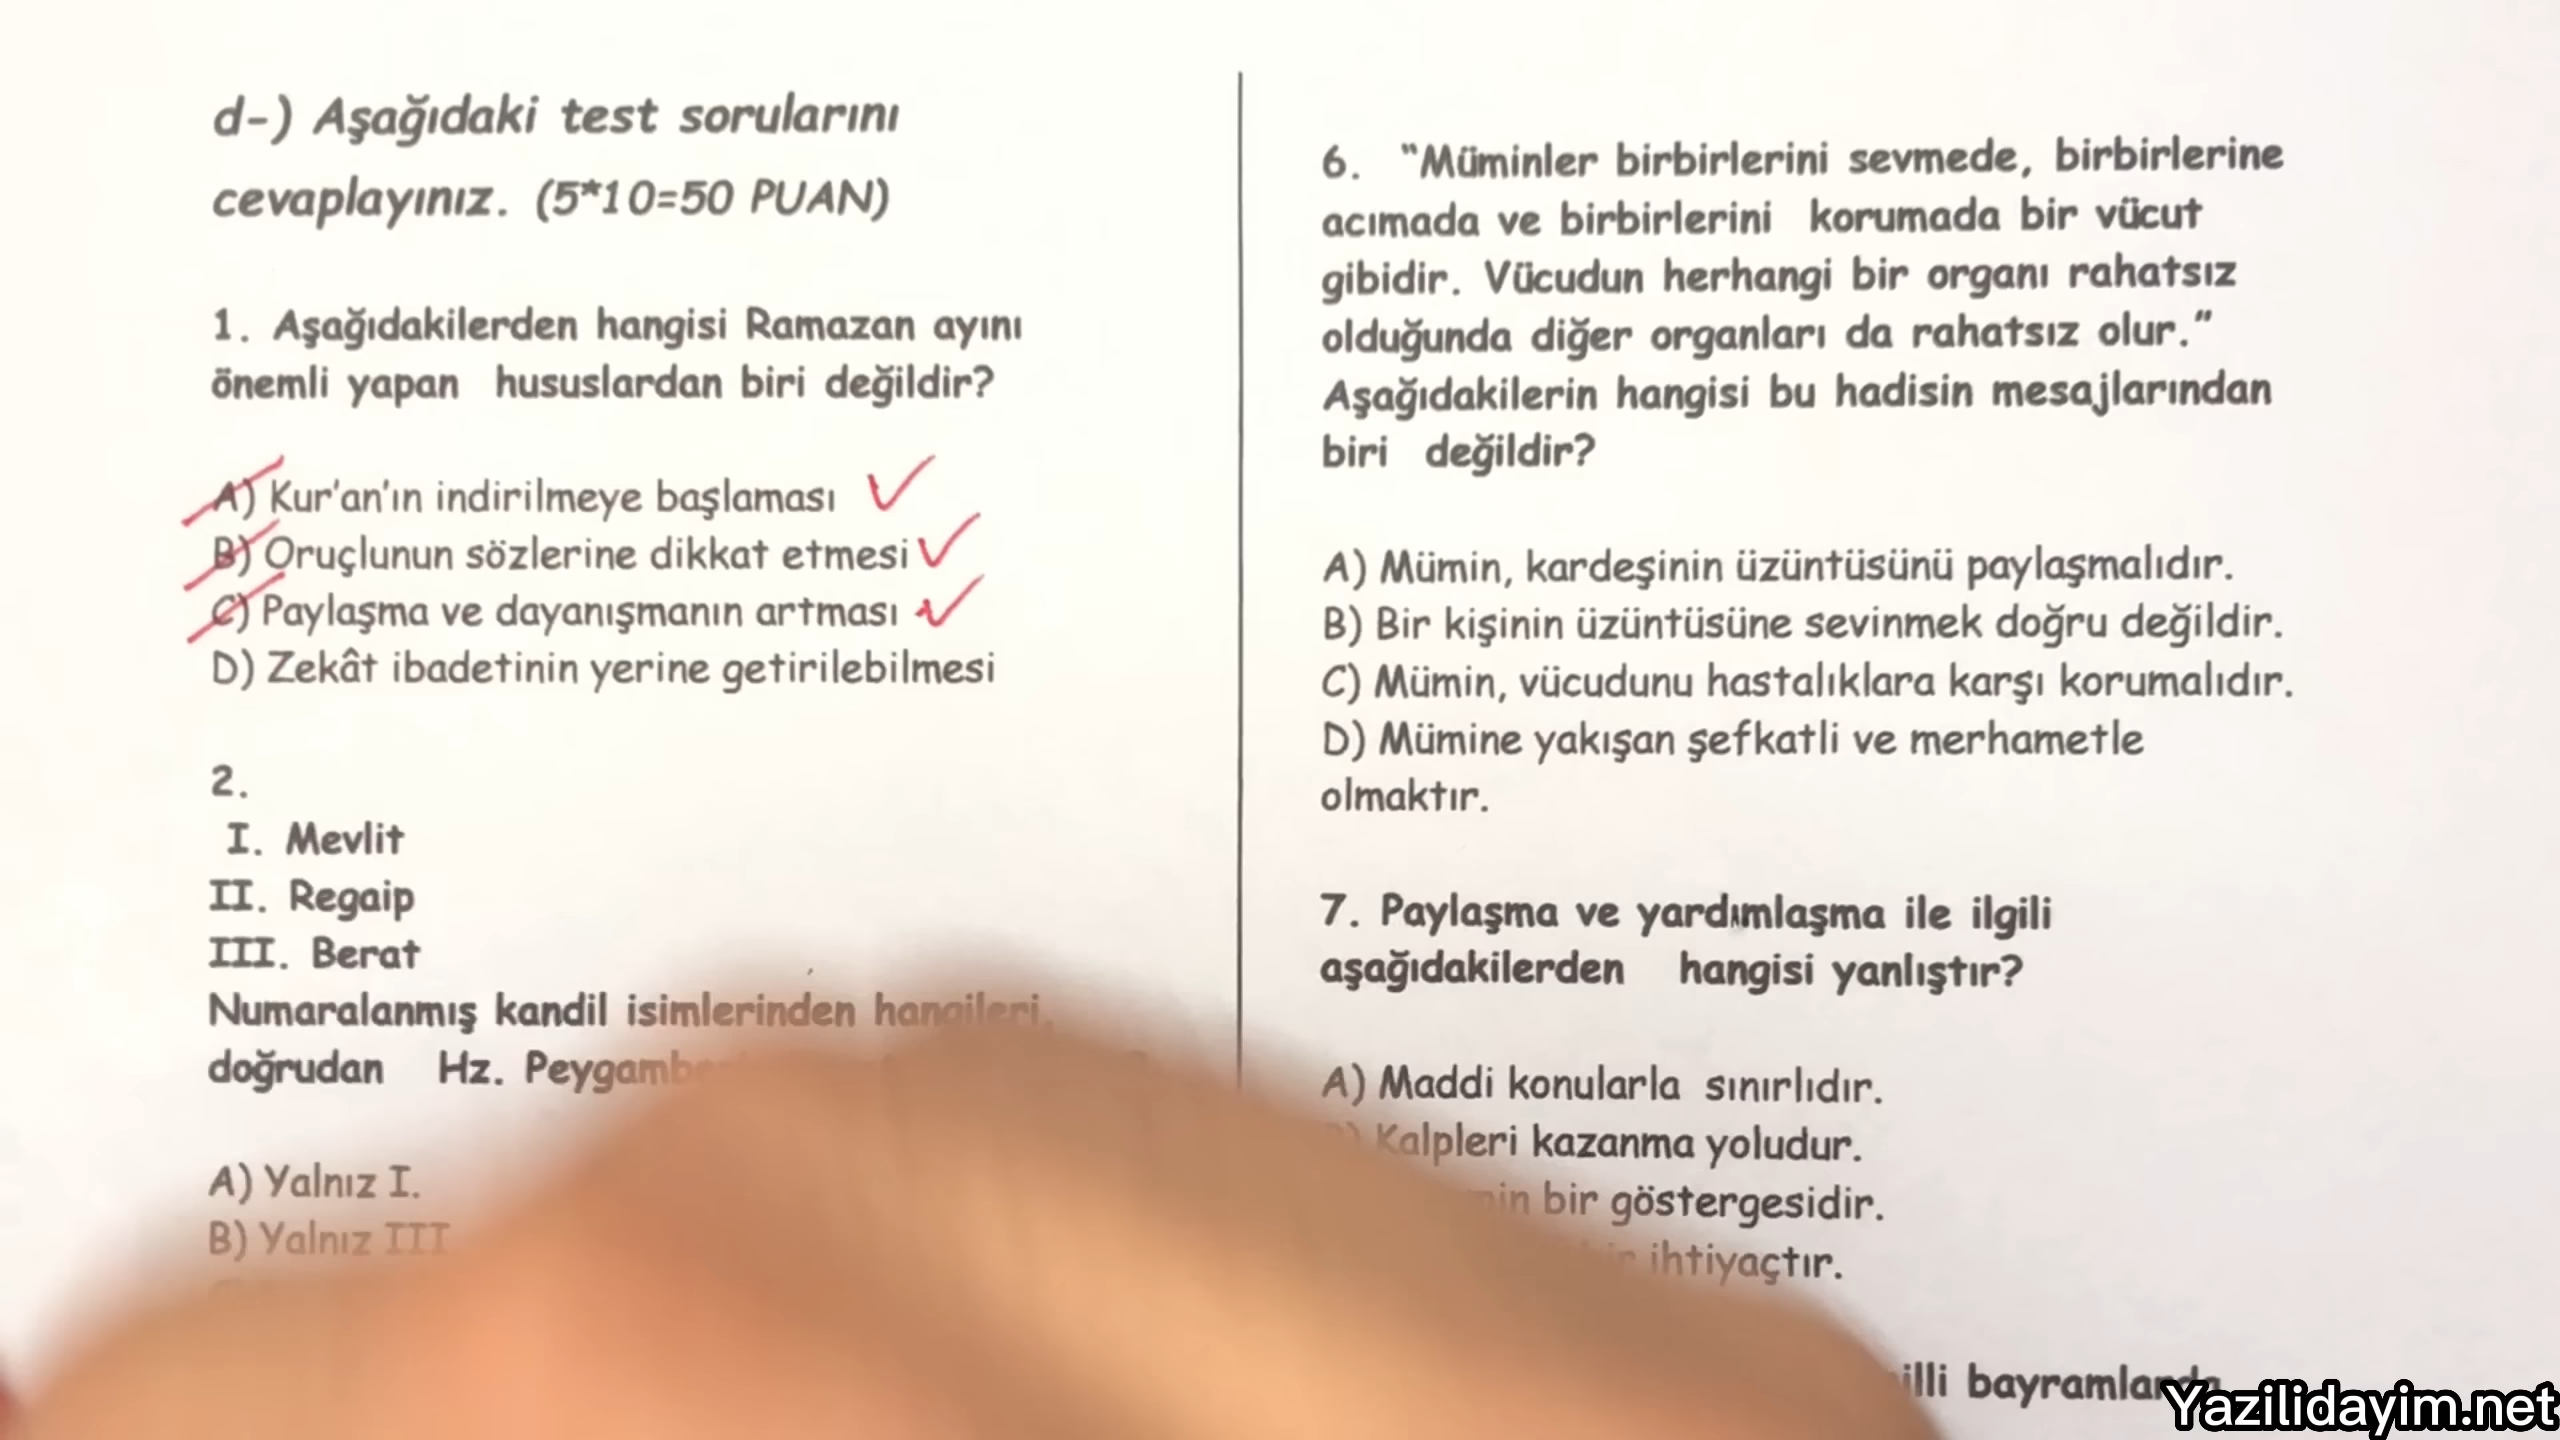 d-) Aşağıdaki test sorularını
cevaplayınız. (5*10=50 PUAN)
1. Aşağıdakilerden hangisi Ramazan ayını
önemli yapan hususlardan biri değildir?
A) Kur’an’ın indirilmeye başlaması
B) Oruçlunun sözlerine dikkat etmesi
C) Paylaşma ve dayanışmanın artması
D) Zekât ibadetinin yerine getirilebilmesi
2.
I. Mevlit
II. Regaip
III. Berat
Numaralanmış kandil isimlerinden hangileri,
doğrudan Hz.
A) Yalnız I.
B) Yalnız III
6. “Müminler birbirlerini sevmede, birbirlerine
acımada ve birbirlerini korumada bir vücut
gibidir. Vücudun herhangi bir organı rahatsız
olduğunda diğer organları da rahatsız olur.”
Aşağıdakilerin hangisi bu hadisin mesajlarından
biri değildir?
A) Mümin, kardeşinin üzüntüsünü paylaşmalıdır.
B) Bir kişinin üzüntüsüne sevinmek doğru değildir.
C) Mümin, vücudunu hastalıklara karşı korumalıdır.
D) Mümine yakışan şefkatli ve merhametle
olmaktır.
7. Paylaşma ve yardımlaşma ile ilgili
aşağıdakilerden hangisi yanlıştır?
A) Maddi konularla sınırlıdır.
Kalpleri kazanma yoludur.
bir göstergesidir.
ihtiyaçtır.
Yazilidayim.net